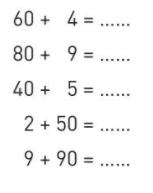 60 + 4 = ......
80 + 9 = ......
40 + 5 = ......
2 + 50 = ......
9 + 90 = ......